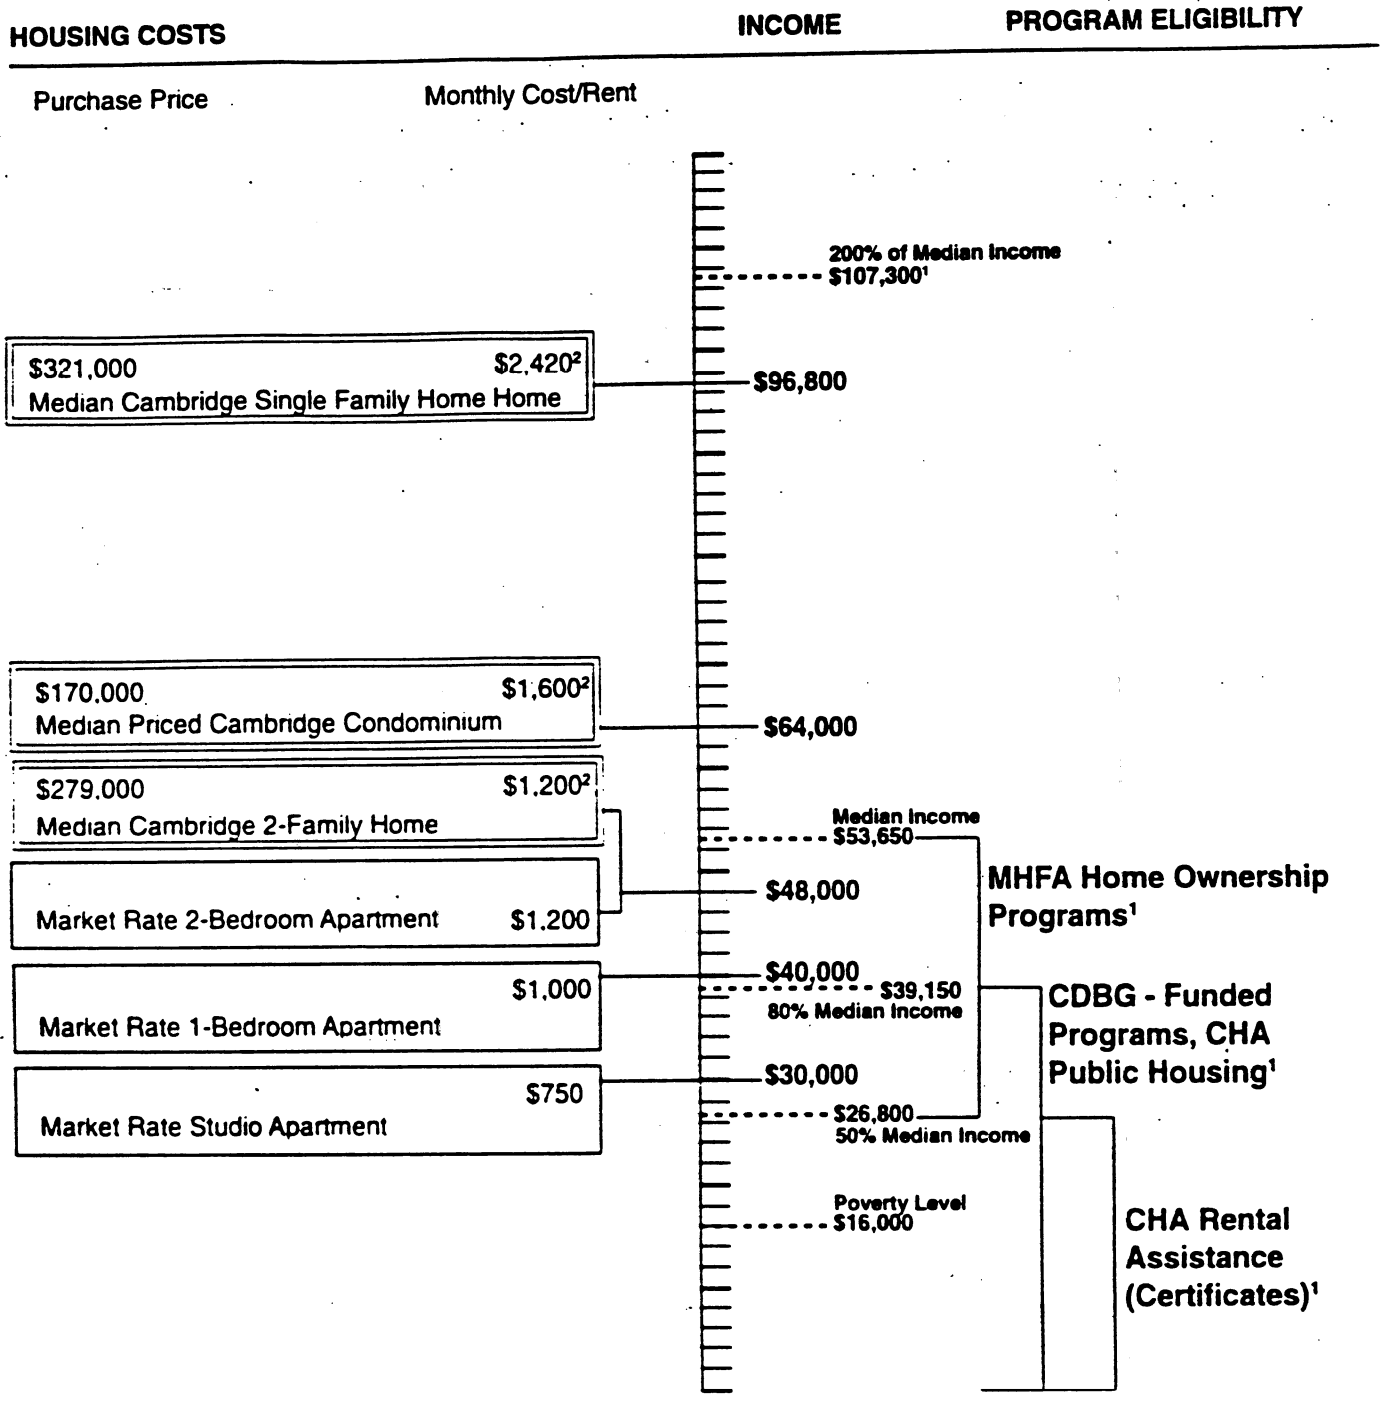 HOUSING COSTS INCOME PROGRAM ELIGIBILITY
Purchase Price Monthly Cost/Rent
200% of Median Income
$107,300¹
$321,000 $2,420²
Median Cambridge Single Family Home Home
$96,800
$170,000 $1,600²
Median Priced Cambridge Condominium
$64,000
$279,000 $1,200²
Median Cambridge 2-Family Home
Median Income
$53,650
MHFA Home Ownership
Programs¹
$48,000
Market Rate 2-Bedroom Apartment $1,200
$40,000
$1,000
$39,150
80% Median Income
Market Rate 1-Bedroom Apartment
CDBG - Funded
Programs, CHA
Public Housing¹
$30,000
$750
Market Rate Studio Apartment
$26,800
50% Median Income
Poverty Level
$16,000
CHA Rental
Assistance
(Certificates)¹